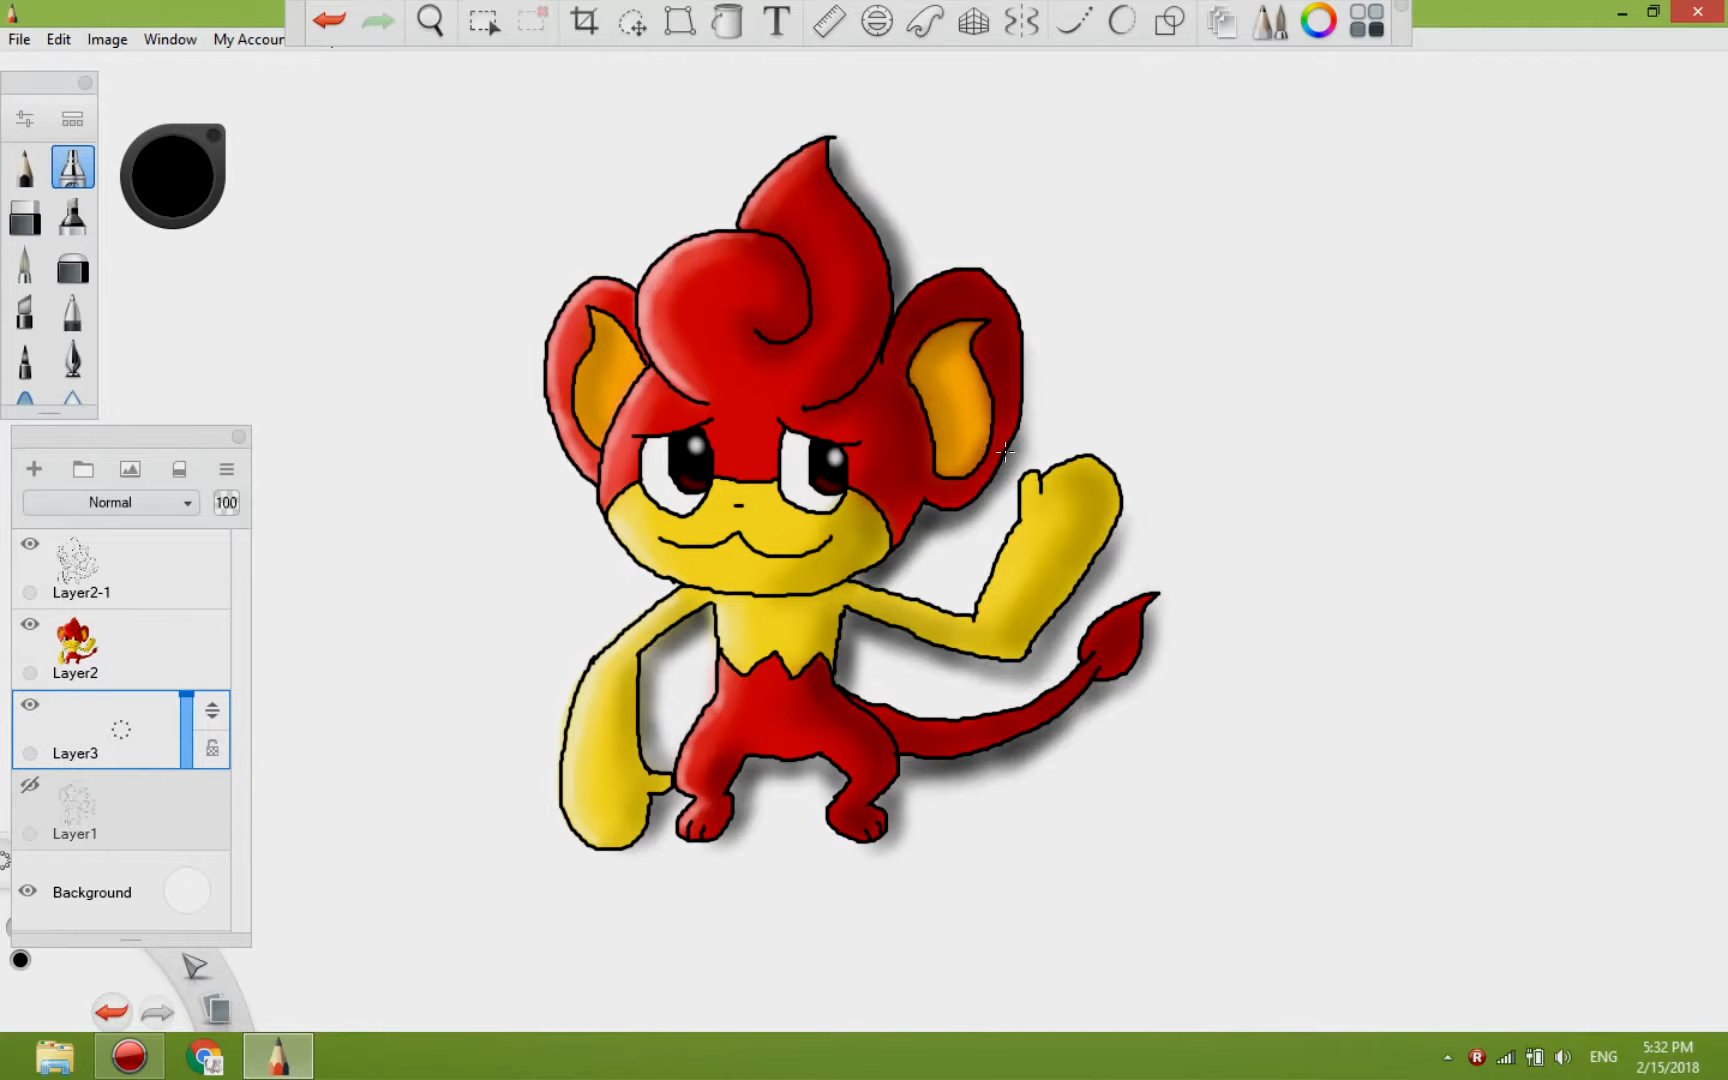 File Edit Image Window My Accoun
T
Normal 100
Layer2-1
Layer2
Layer3
Layer1
Background
R ENG 5:32 PM
2/15/2018